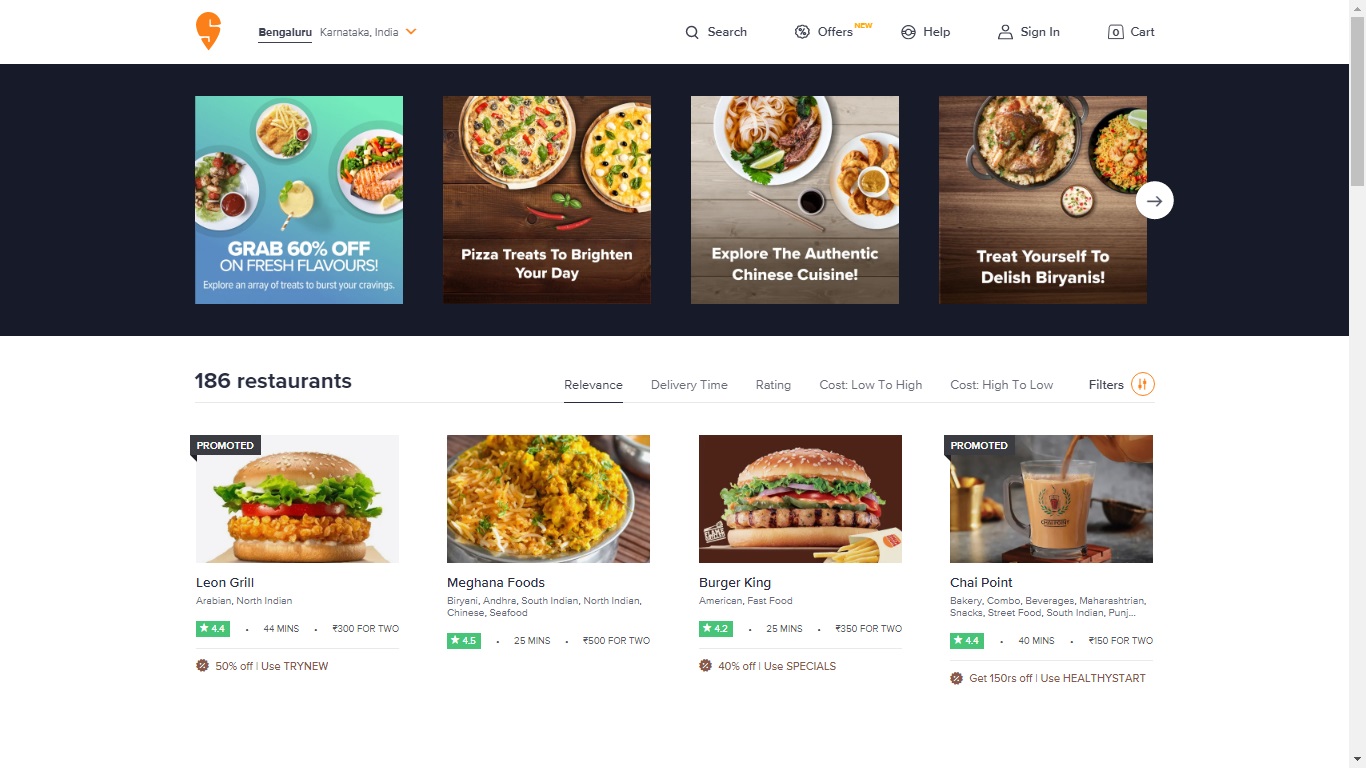 Bengaluru Karnataka, India
Search
Offers NEW
Help
Sign In
0 Cart
GRAB 60% OFF
ON FRESH FLAVOURS!
Explore an array of treats to burst your cravings.
Pizza Treats To Brighten
Your Day
Explore The Authentic
Chinese Cuisine!
Treat Yourself To
Delish Biryanis!
186 restaurants
Relevance
Delivery Time
Rating
Cost: Low To High
Cost: High To Low
Filters
PROMOTED
Leon Grill
Arabian, North Indian
★ 4.4 • 44 MINS • ₹300 FOR TWO
50% off | Use TRYNEW
Meghana Foods
Biryani, Andhra, South Indian, North Indian,
Chinese, Seafood
★ 4.5 • 25 MINS • ₹500 FOR TWO
Burger King
American, Fast Food
★ 4.2 • 25 MINS • ₹350 FOR TWO
40% off | Use SPECIALS
PROMOTED
CHAI POINT
Chai Point
Bakery, Combo, Beverages, Maharashtrian,
Snacks, Street Food, South Indian, Punj...
★ 4.4 • 40 MINS • ₹150 FOR TWO
Get 150rs off | Use HEALTHYSTART